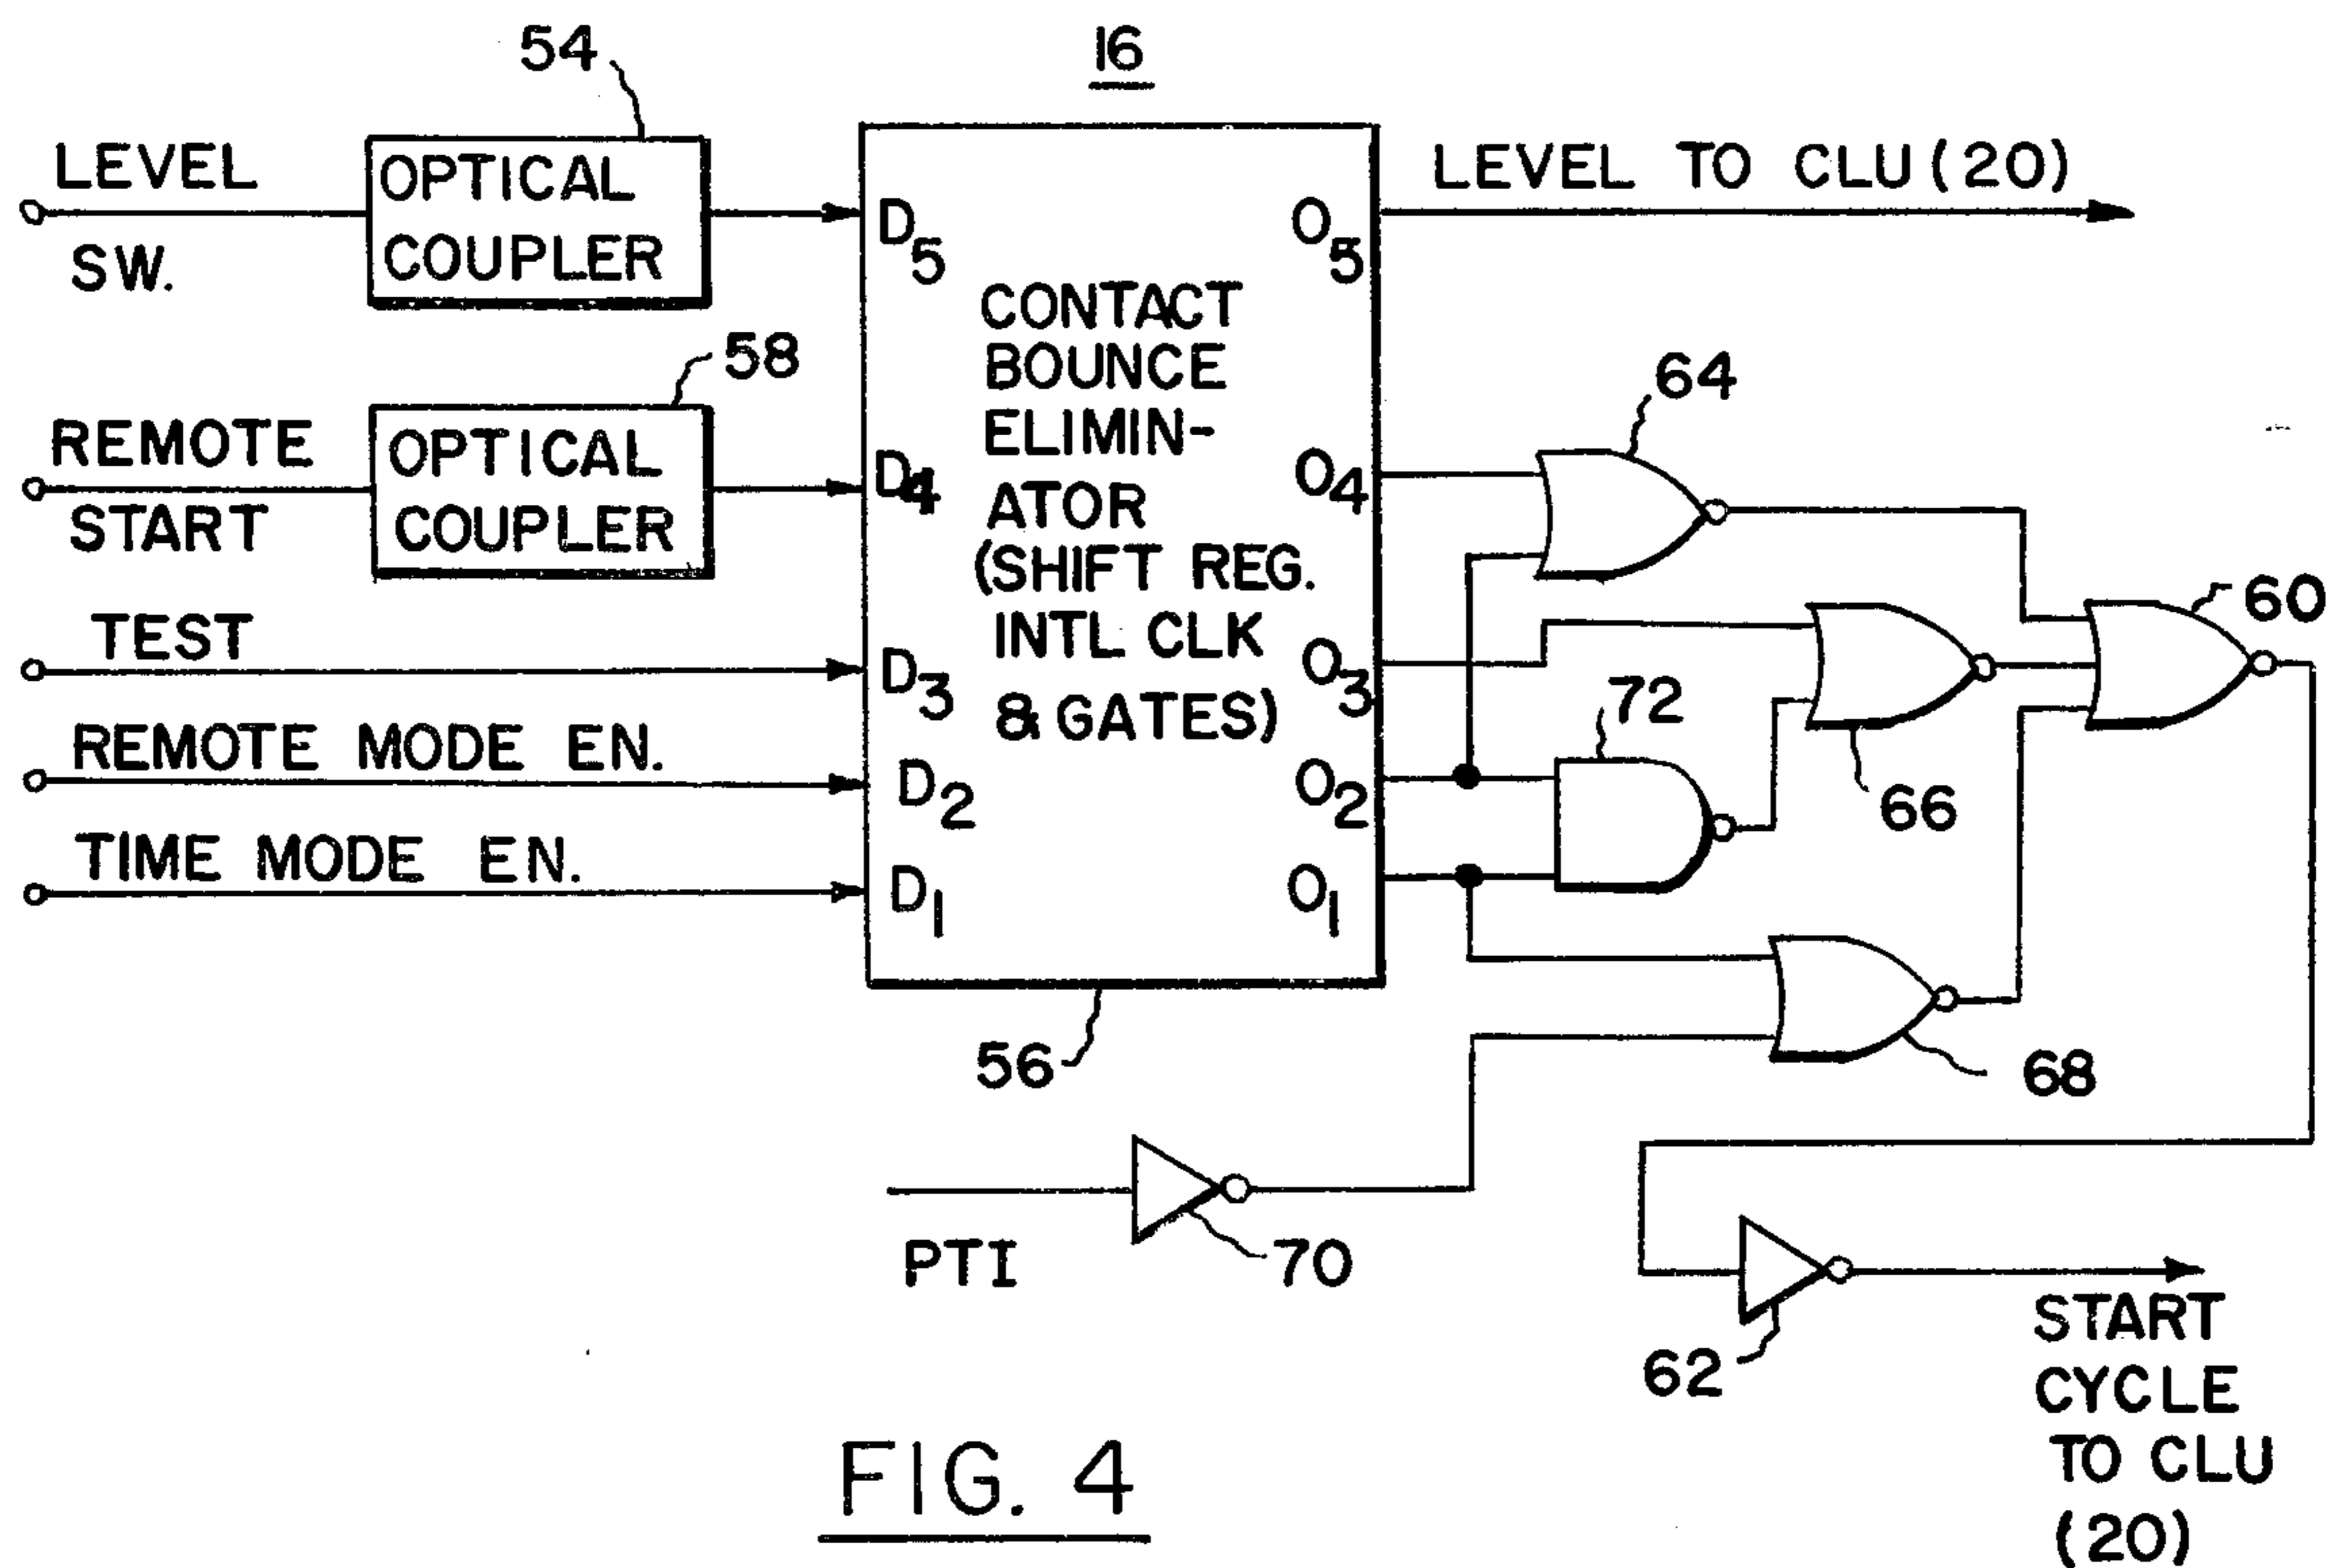 54
16
LEVEL
SW.
OPTICAL
COUPLER
D5
O5
LEVEL TO CLU (20)
CONTACT
BOUNCE
ELIMIN-
ATOR
(SHIFT REG.
INTL CLK
& GATES)
58
REMOTE
START
OPTICAL
COUPLER
D4
O4
64
TEST
D3
O3
60
REMOTE MODE EN.
D2
O2
72
66
TIME MODE EN.
D1
O1
56
68
PTI
70
62
START
CYCLE
TO CLU
(20)
FIG. 4